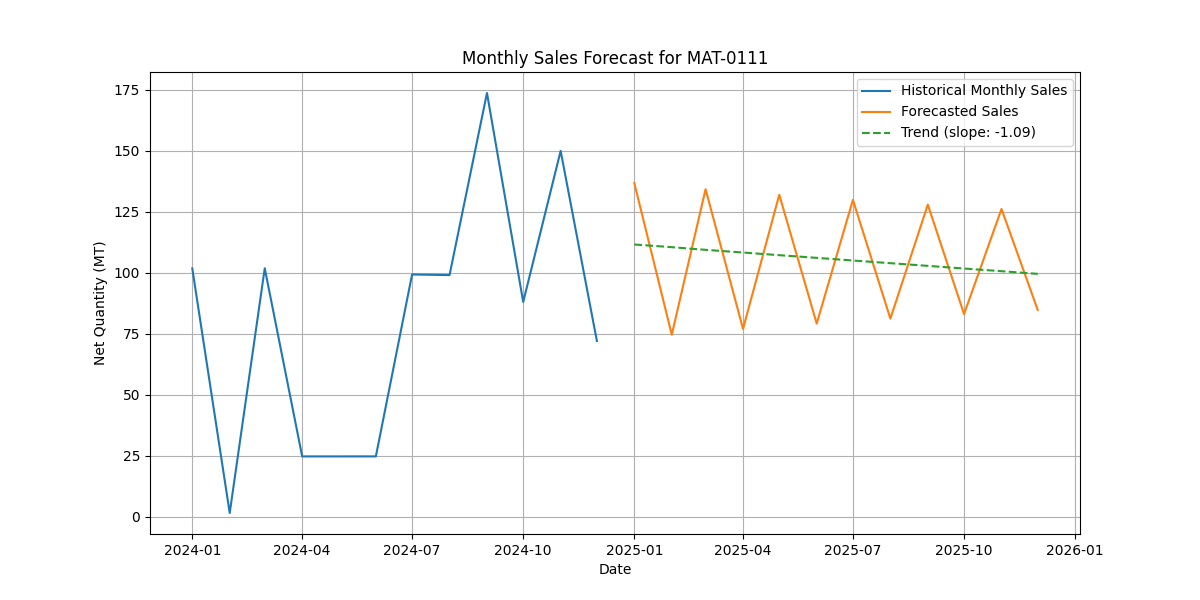 Monthly Sales Forecast for MAT-0111
Historical Monthly Sales
Forecasted Sales
Trend (slope: -1.09)
Net Quantity (MT)
175
150
125
100
75
50
25
0
2024-01 2024-04 2024-07 2024-10 2025-01 2025-04 2025-07 2025-10 2026-01
Date